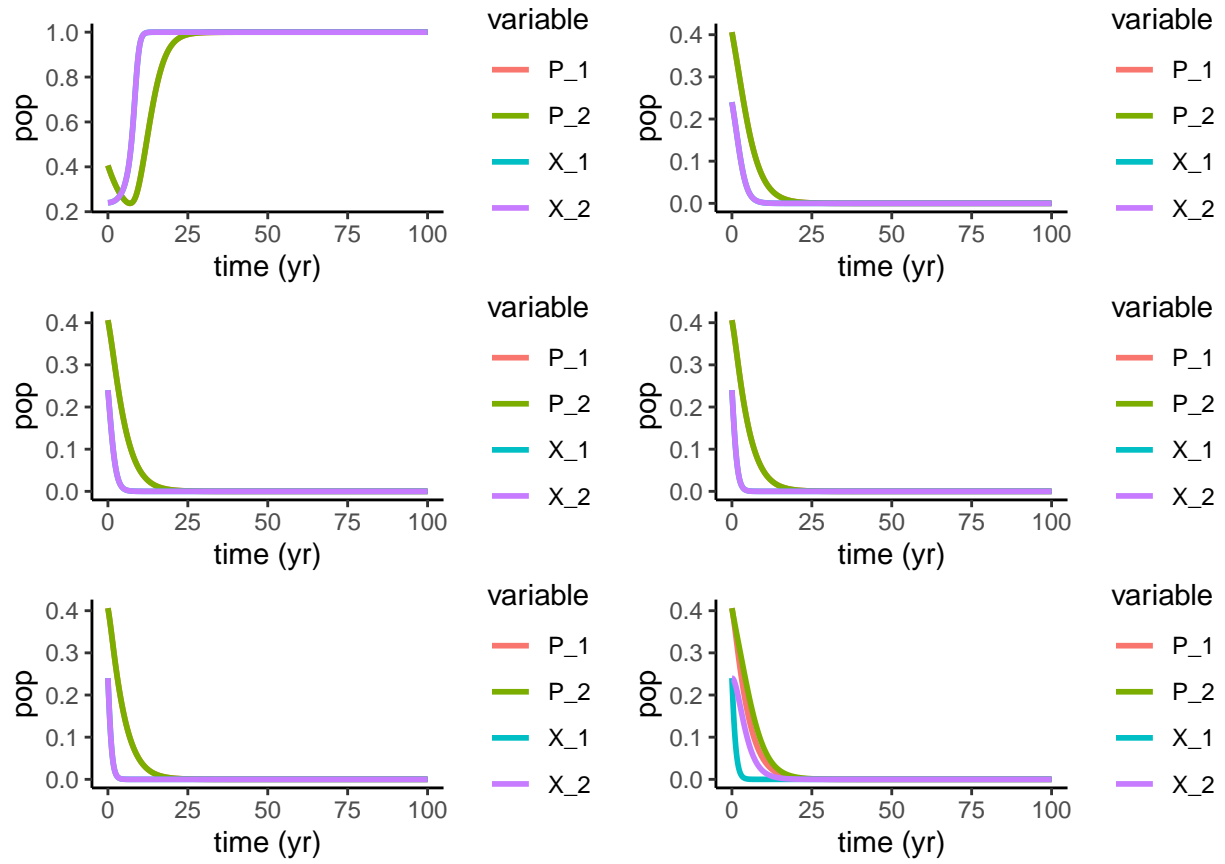 variable
P_1
P_2
X_1
X_2
pop
1.0
0.8
0.6
0.4
0.2
0 25 50 75 100
time (yr)
variable
P_1
P_2
X_1
X_2
pop
0.4
0.3
0.2
0.1
0.0
0 25 50 75 100
time (yr)
variable
P_1
P_2
X_1
X_2
pop
0.4
0.3
0.2
0.1
0.0
0 25 50 75 100
time (yr)
variable
P_1
P_2
X_1
X_2
pop
0.4
0.3
0.2
0.1
0.0
0 25 50 75 100
time (yr)
variable
P_1
P_2
X_1
X_2
pop
0.4
0.3
0.2
0.1
0.0
0 25 50 75 100
time (yr)
variable
P_1
P_2
X_1
X_2
pop
0.4
0.3
0.2
0.1
0.0
0 25 50 75 100
time (yr)